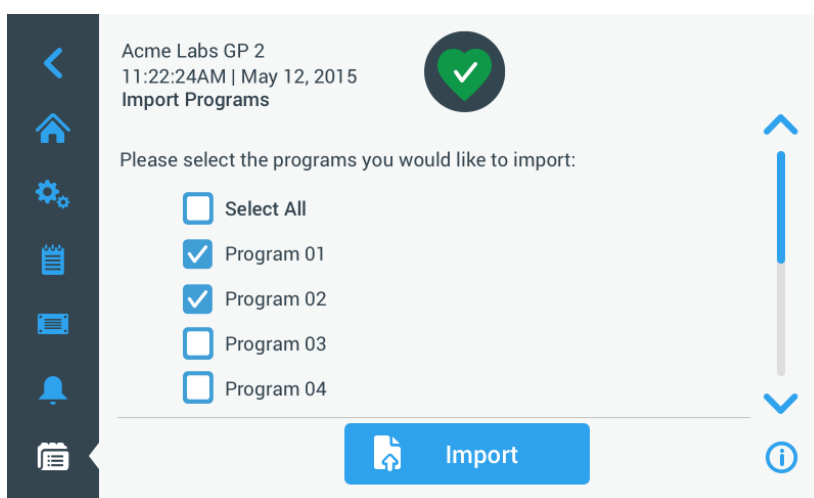 Acme Labs GP 2
11:22:24AM | May 12, 2015
Import Programs
Please select the programs you would like to import:
Select All
Program 01
Program 02
Program 03
Program 04
Import